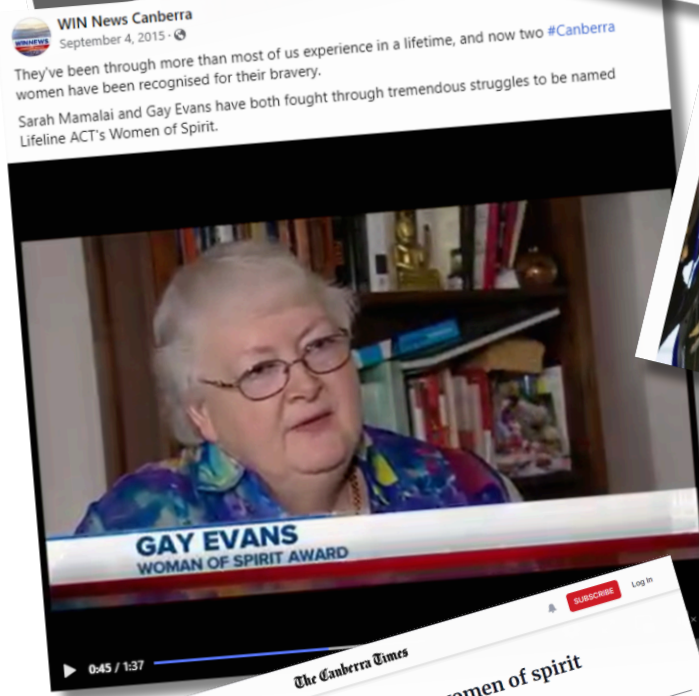 WIN News Canberra
September 4, 2015 ·
They've been through more than most of us experience in a lifetime, and now two #Canberra
women have been recognised for their bravery.
Sarah Mamalai and Gay Evans have both fought through tremendous struggles to be named
Lifeline ACT's Women of Spirit.
GAY EVANS
WOMAN OF SPIRIT AWARD
0:45 / 1:37
SUBSCRIBE
Log In
The Canberra Times
omen of spirit